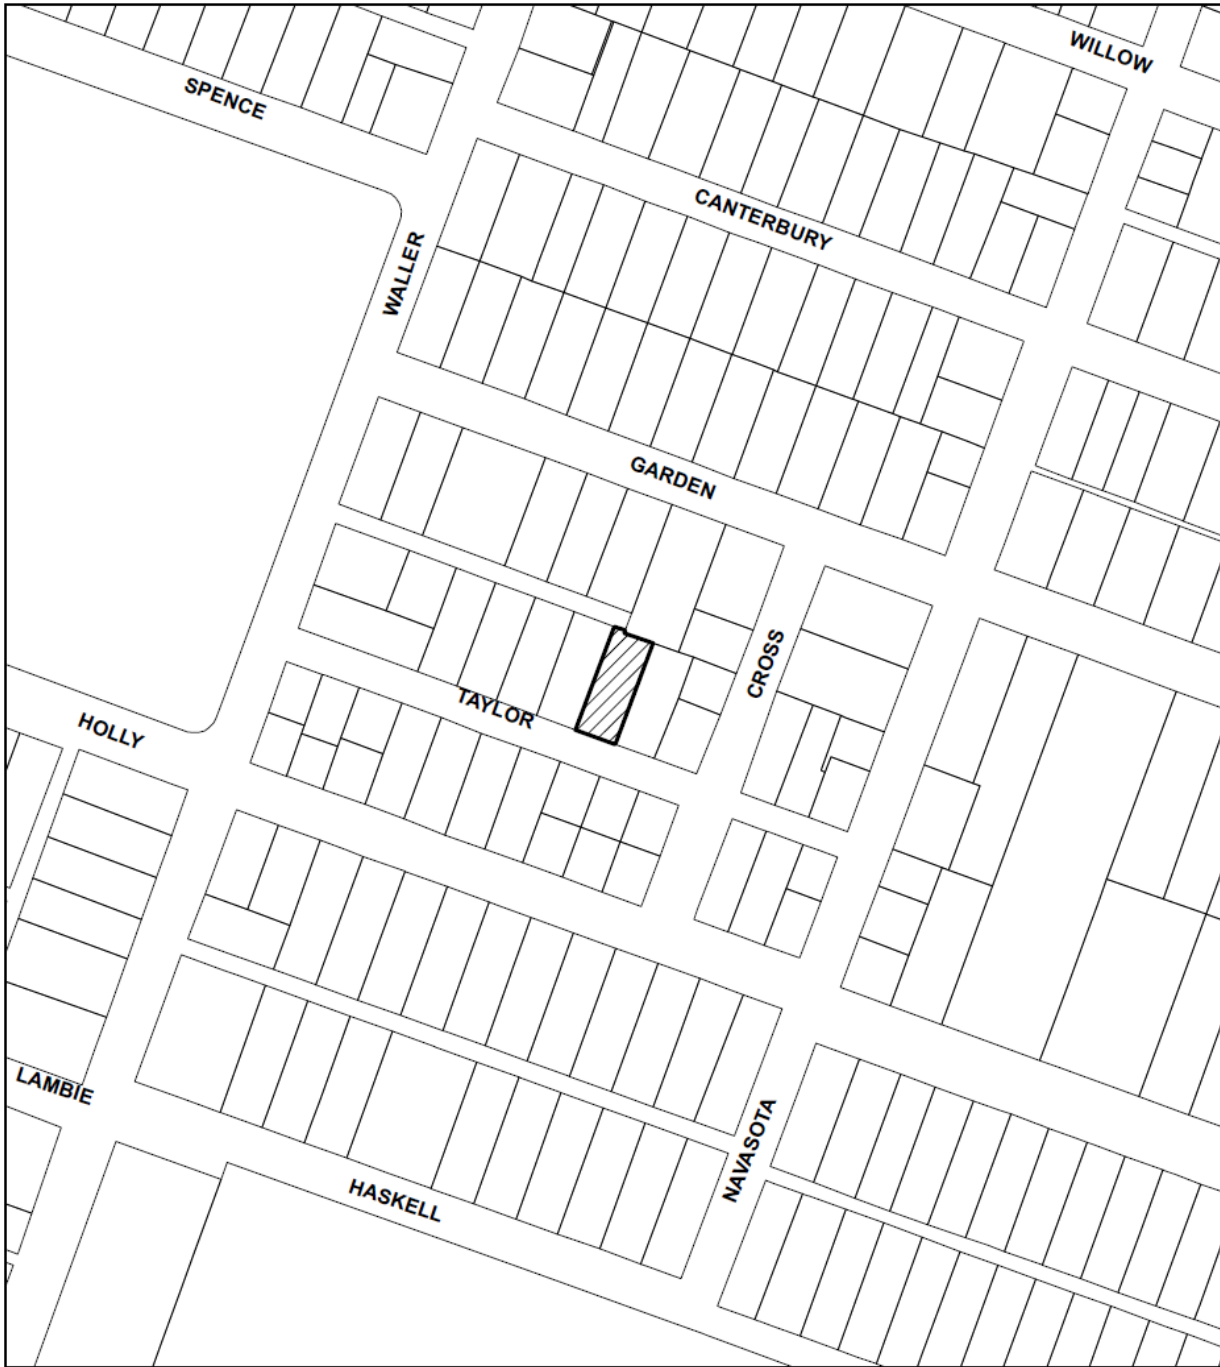 WILLOW
SPENCE
CANTERBURY
WALLER
GARDEN
CROSS
TAYLOR
HOLLY
LAMBIE
NAVASOTA
HASKELL